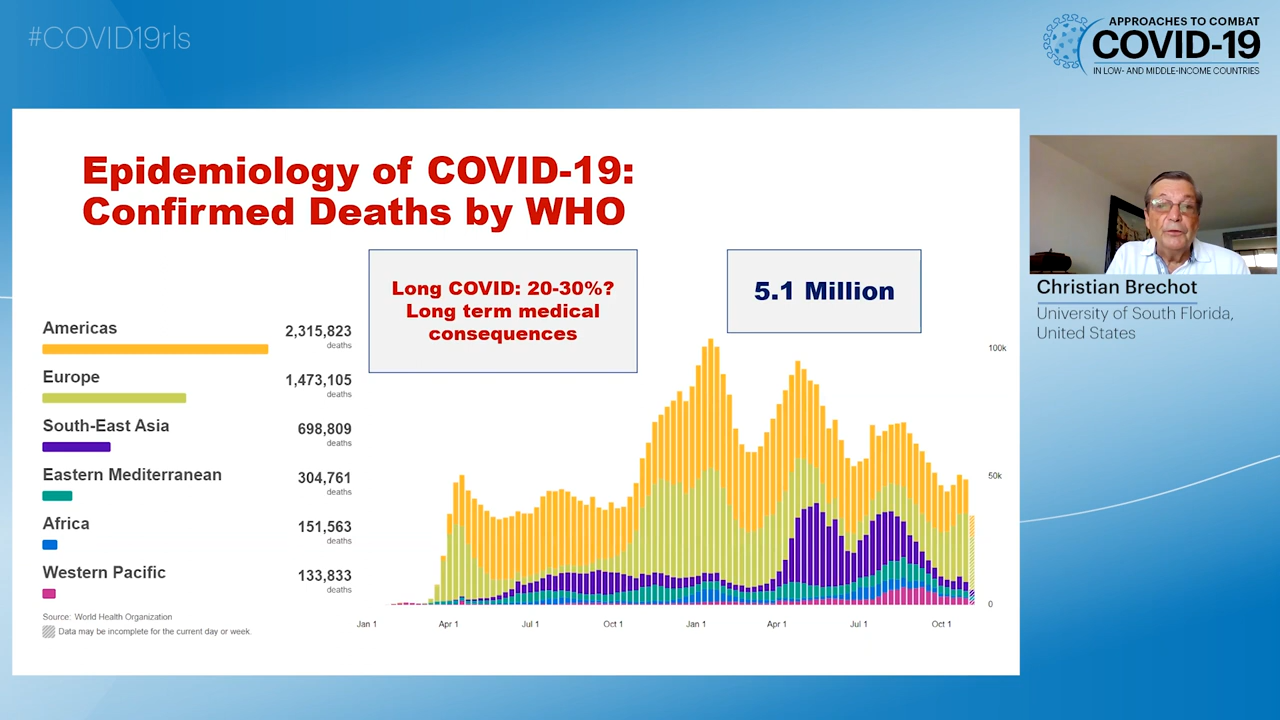 #COVID19rls
APPROACHES TO COMBAT
COVID-19
IN LOW- AND MIDDLE-INCOME COUNTRIES
Epidemiology of COVID-19:
Confirmed Deaths by WHO
Long COVID: 20-30%?
Long term medical
consequences
5.1 Million
Christian Brechot
University of South Florida,
United States
Americas 2,315,823
deaths
Europe 1,473,105
deaths
South-East Asia 698,809
deaths
Eastern Mediterranean 304,761
deaths
Africa 151,563
deaths
Western Pacific 133,833
deaths
Source: World Health Organization
Data may be incomplete for the current day or week.
100k
50k
0
Jan 1 Apr 1 Jul 1 Oct 1 Jan 1 Apr 1 Jul 1 Oct 1